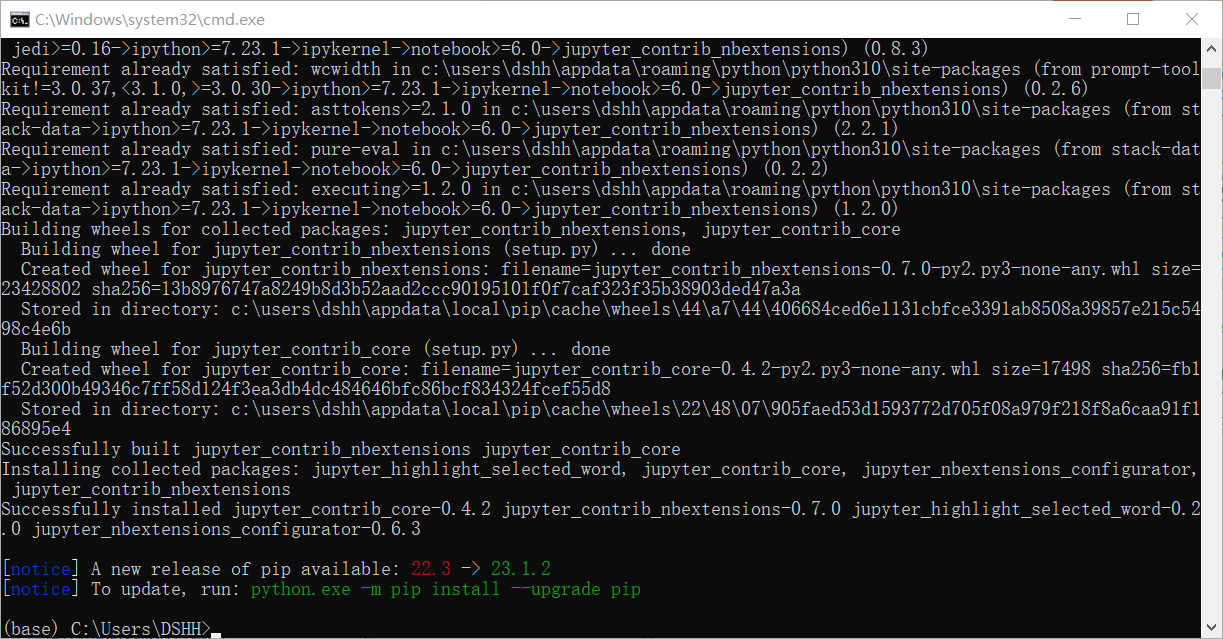 C:\Windows\system32\cmd.exe
jedi>=0.16->ipython>=7.23.1->ipykernel->notebook>=6.0->jupyter_contrib_nbextensions) (0.8.3)
Requirement already satisfied: wcwidth in c:\users\dshh\appdata\roaming\python\python310\site-packages (from prompt-tool
kit!=3.0.37,<3.1.0,>=3.0.30->ipython>=7.23.1->ipykernel->notebook>=6.0->jupyter_contrib_nbextensions) (0.2.6)
Requirement already satisfied: asttokens>=2.1.0 in c:\users\dshh\appdata\roaming\python\python310\site-packages (from st
ack-data->ipython>=7.23.1->ipykernel->notebook>=6.0->jupyter_contrib_nbextensions) (2.2.1)
Requirement already satisfied: pure-eval in c:\users\dshh\appdata\roaming\python\python310\site-packages (from stack-dat
a->ipython>=7.23.1->ipykernel->notebook>=6.0->jupyter_contrib_nbextensions) (0.2.2)
Requirement already satisfied: executing>=1.2.0 in c:\users\dshh\appdata\roaming\python\python310\site-packages (from st
ack-data->ipython>=7.23.1->ipykernel->notebook>=6.0->jupyter_contrib_nbextensions) (1.2.0)
Building wheels for collected packages: jupyter_contrib_nbextensions, jupyter_contrib_core
  Building wheel for jupyter_contrib_nbextensions (setup.py) ... done
  Created wheel for jupyter_contrib_nbextensions: filename=jupyter_contrib_nbextensions-0.7.0-py2.py3-none-any.whl size=
23428802 sha256=13b8976747a8249b8d3b52aad2ccc90195101f0f7caf323f35b38903ded47a3a
  Stored in directory: c:\users\dshh\appdata\local\pip\cache\wheels\44\a7\44\406684ced6e1131cbfce3391ab8508a39857e215c54
98c4e6b
  Building wheel for jupyter_contrib_core (setup.py) ... done
  Created wheel for jupyter_contrib_core: filename=jupyter_contrib_core-0.4.2-py2.py3-none-any.whl size=17498 sha256=fb1
f52d300b49346c7ff58d124f3ea3db4dc484646bfc86bcf834324fcef55d8
  Stored in directory: c:\users\dshh\appdata\local\pip\cache\wheels\22\48\07\905faed53d1593772d705f08a979f218f8a6caa91f1
86895e4
Successfully built jupyter_contrib_nbextensions jupyter_contrib_core
Installing collected packages: jupyter_highlight_selected_word, jupyter_contrib_core, jupyter_nbextensions_configurator,
 jupyter_contrib_nbextensions
Successfully installed jupyter_contrib_core-0.4.2 jupyter_contrib_nbextensions-0.7.0 jupyter_highlight_selected_word-0.2
.0 jupyter_nbextensions_configurator-0.6.3
[notice] A new release of pip available: 22.3 -> 23.1.2
[notice] To update, run: python.exe -m pip install --upgrade pip
(base) C:\Users\DSHH>